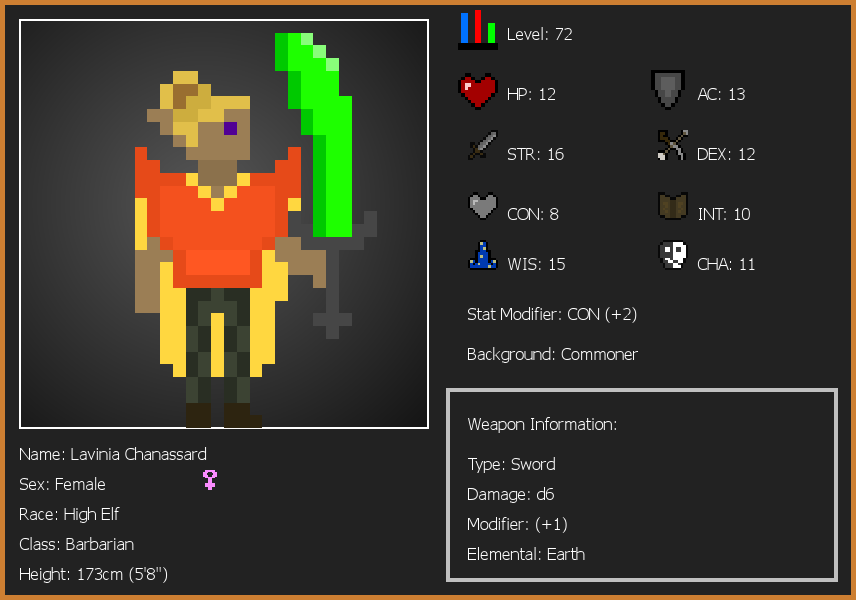 Level: 72
HP: 12
AC: 13
STR: 16
DEX: 12
CON: 8
INT: 10
WIS: 15
CHA: 11
Stat Modifier: CON (+2)
Background: Commoner
Weapon Information:
Type: Sword
Damage: d6
Modifier: (+1)
Elemental: Earth
Name: Lavinia Chanassard
Sex: Female
Race: High Elf
Class: Barbarian
Height: 173cm (5'8")